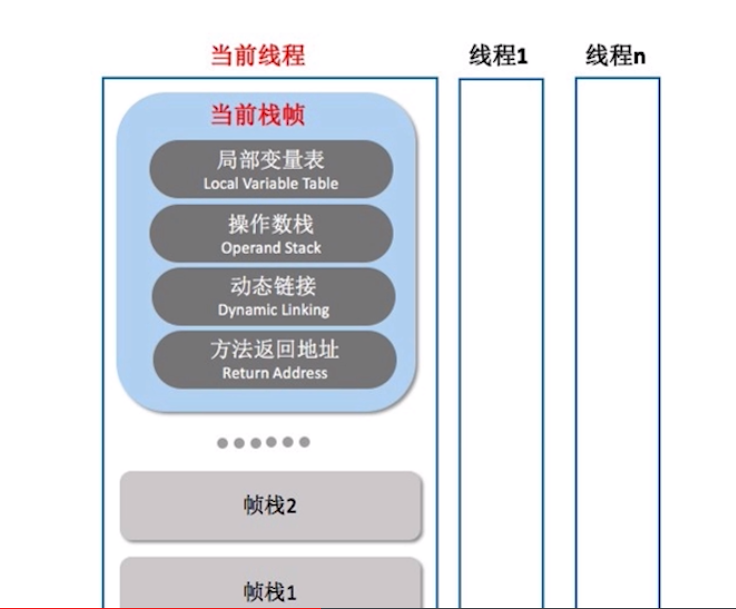 当前线程
线程1
线程n
当前栈帧
局部变量表
Local Variable Table
操作数栈
Operand Stack
动态链接
Dynamic Linking
方法返回地址
Return Address
帧栈2
帧栈1